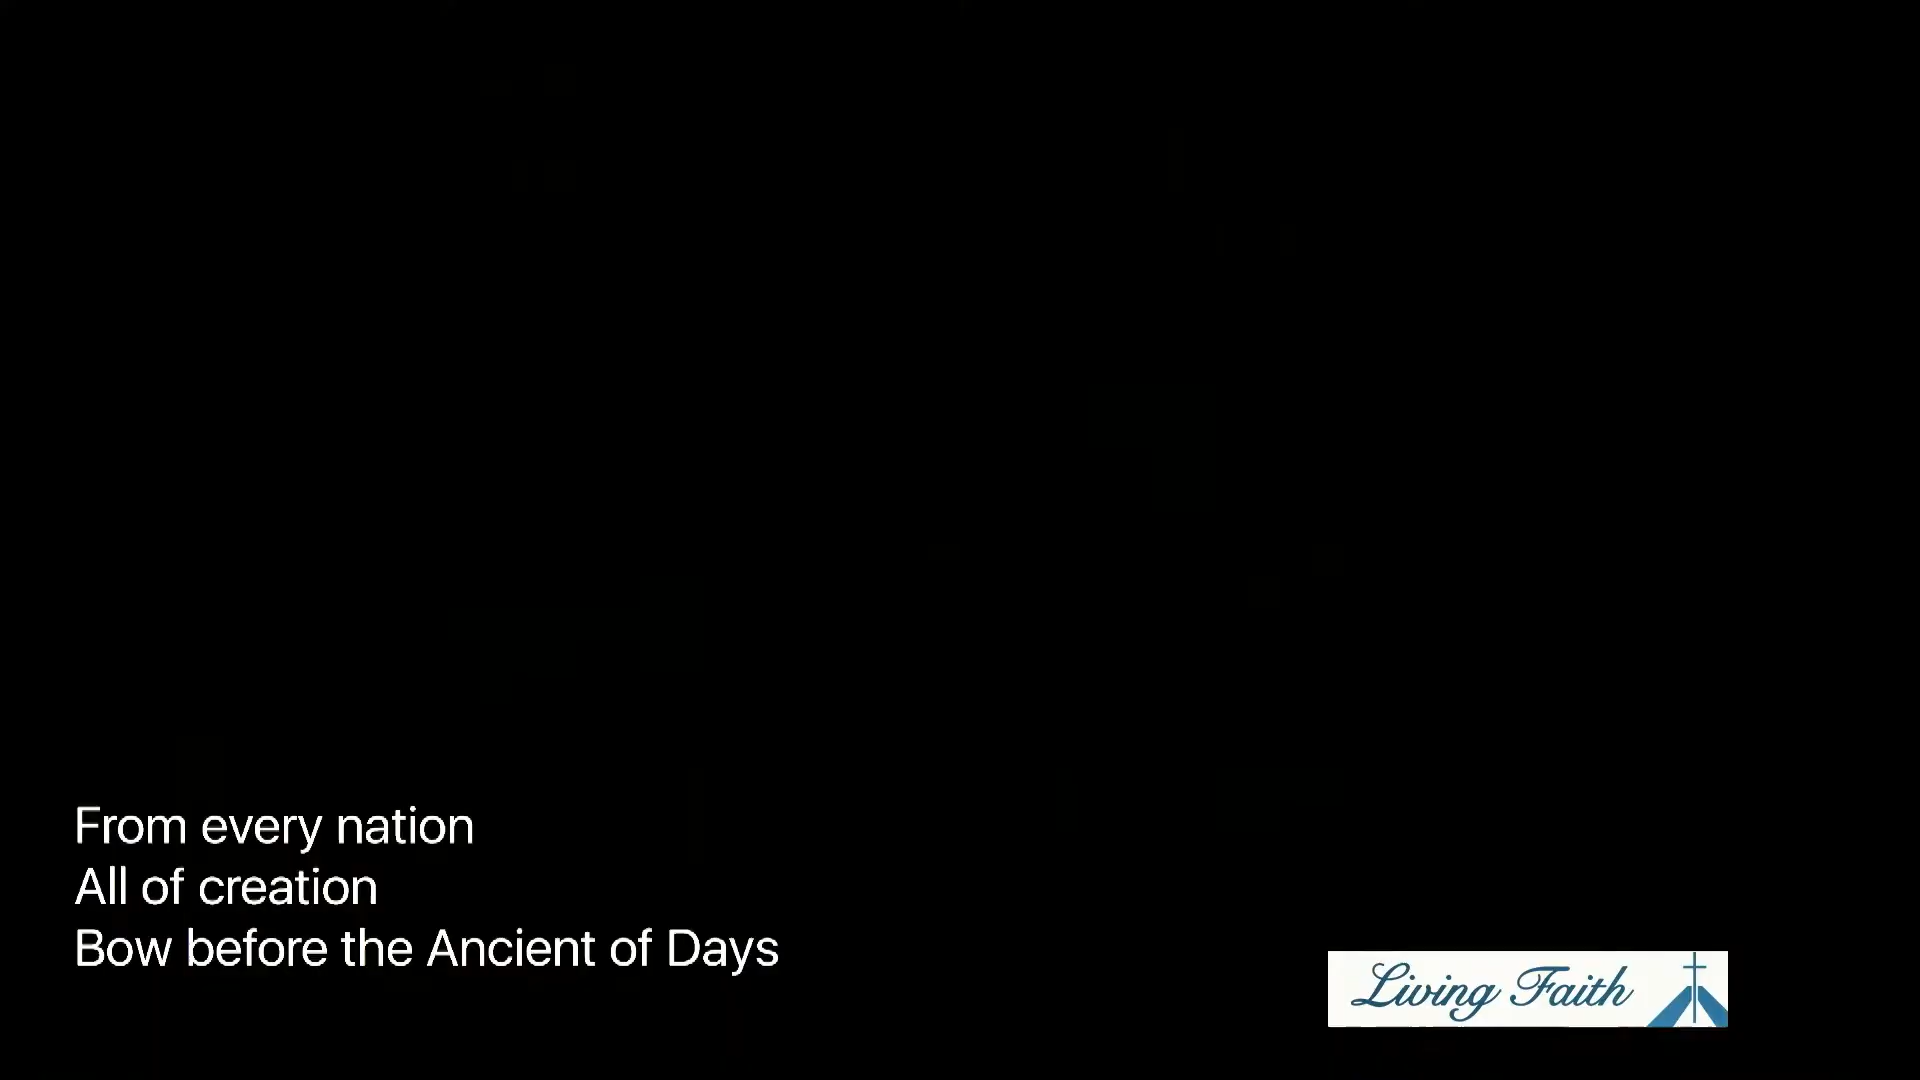 From every nation
All of creation
Bow before the Ancient of Days
Living Faith